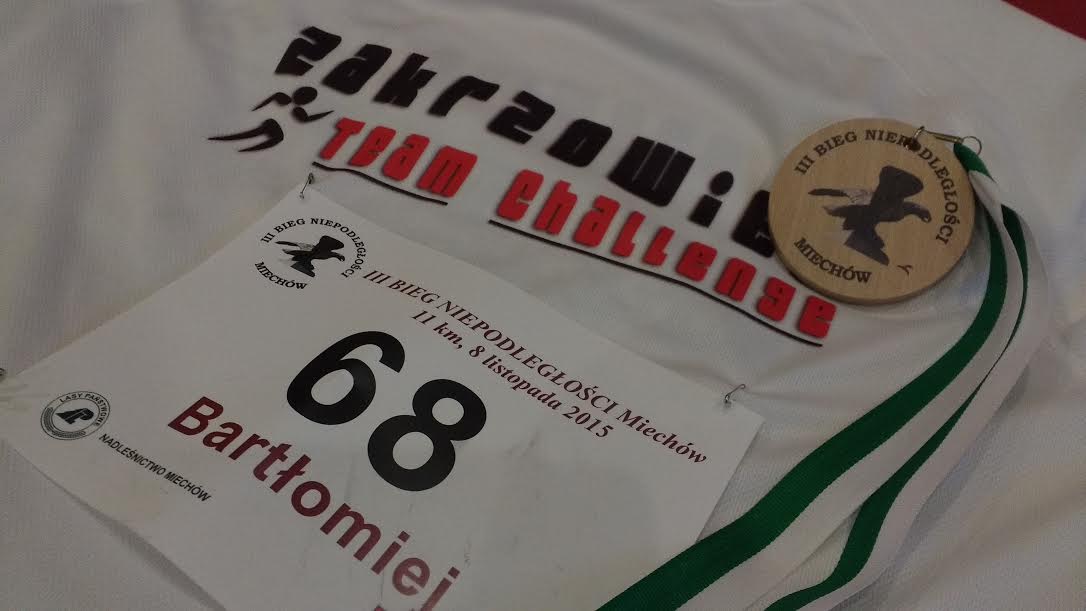 zakrzowie
Team Challenge
III BIEG NIEPODLEGŁOŚCI
MIECHÓW
III BIEG NIEPODLEGŁOŚCI
MIECHÓW
III BIEG NIEPODLEGŁOŚCI Miechów
11 km, 8 listopada 2015
68
Bartłomiej
LASY PAŃSTWOWE
NADLEŚNICTWO MIECHÓW